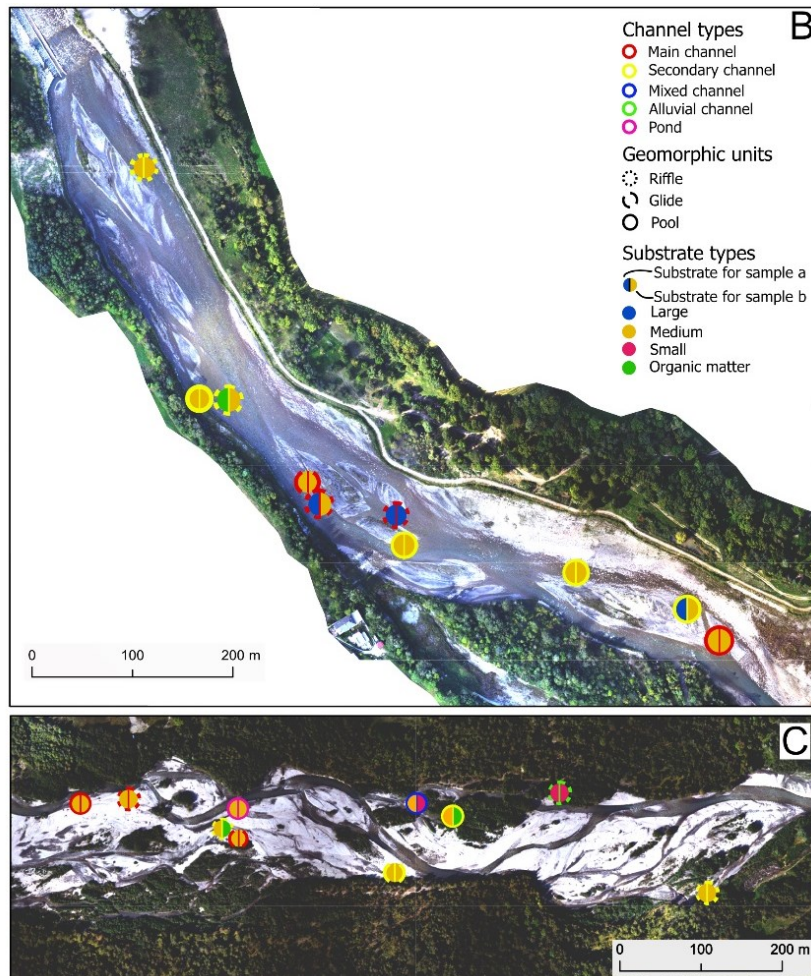 B
Channel types
Main channel
Secondary channel
Mixed channel
Alluvial channel
Pond
Geomorphic units
Riffle
Glide
Pool
Substrate types
Substrate for sample a
Substrate for sample b
Large
Medium
Small
Organic matter
0 100 200 m
C
0 100 200 m